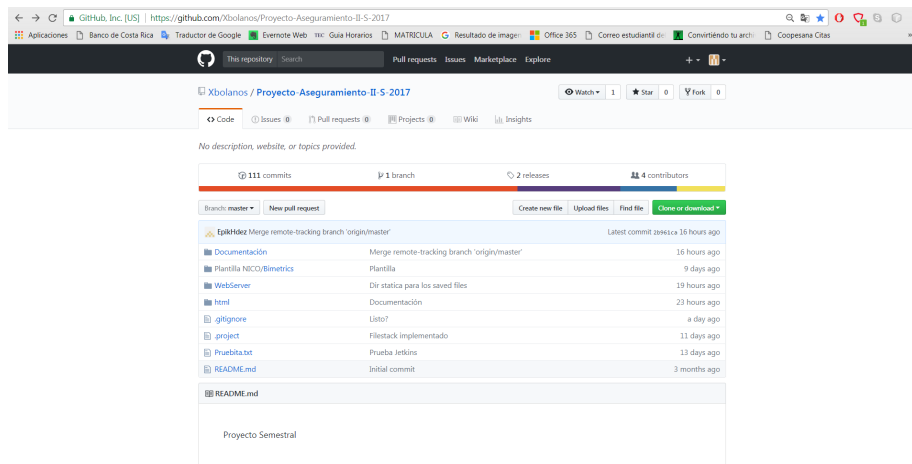 GitHub, Inc. [US] | https://github.com/Xbolanos/Proyecto-Aseguramiento-II-S-2017
Aplicaciones Banco de Costa Rica Traductor de Google Evernote Web TEC Guia Horarios MATRICULA Resultado de imagen Office 365 Correo estudiantil de Convirtiéndo tu archi Coopesana Citas »
This repository Search Pull requests Issues Marketplace Explore
Xbolanos / Proyecto-Aseguramiento-II-S-2017 Watch 1 Star 0 Fork 0
Code Issues 0 Pull requests 0 Projects 0 Wiki Insights
No description, website, or topics provided.
111 commits 1 branch 2 releases 4 contributors
Branch: master New pull request Create new file Upload files Find file Clone or download
EpikHdez Merge remote-tracking branch 'origin/master' Latest commit 2b961ca 16 hours ago
Documentación Merge remote-tracking branch 'origin/master' 16 hours ago
Plantilla NICO/Bimetrics Plantilla 9 days ago
WebServer Dir statica para los saved files 19 hours ago
html Documentación 23 hours ago
.gitignore Listo? a day ago
.project Filestack implementado 11 days ago
Pruebita.txt Prueba Jetkins 13 days ago
README.md Initial commit 3 months ago
README.md
Proyecto Semestral